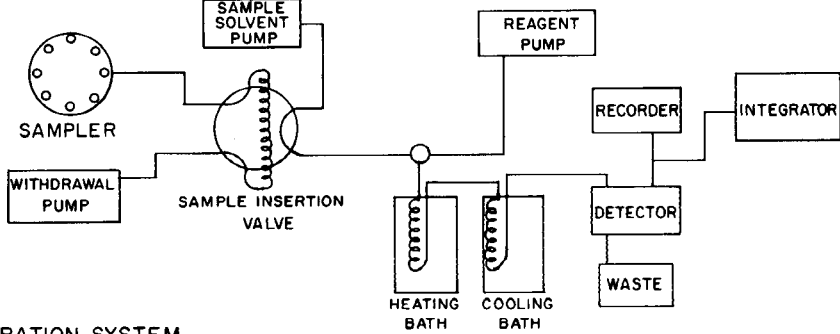 SAMPLE
SOLVENT
PUMP
REAGENT
PUMP
SAMPLER
RECORDER
INTEGRATOR
WITHDRAWAL
PUMP
SAMPLE INSERTION
VALVE
DETECTOR
WASTE
HEATING
BATH
COOLING
BATH
SYSTEM